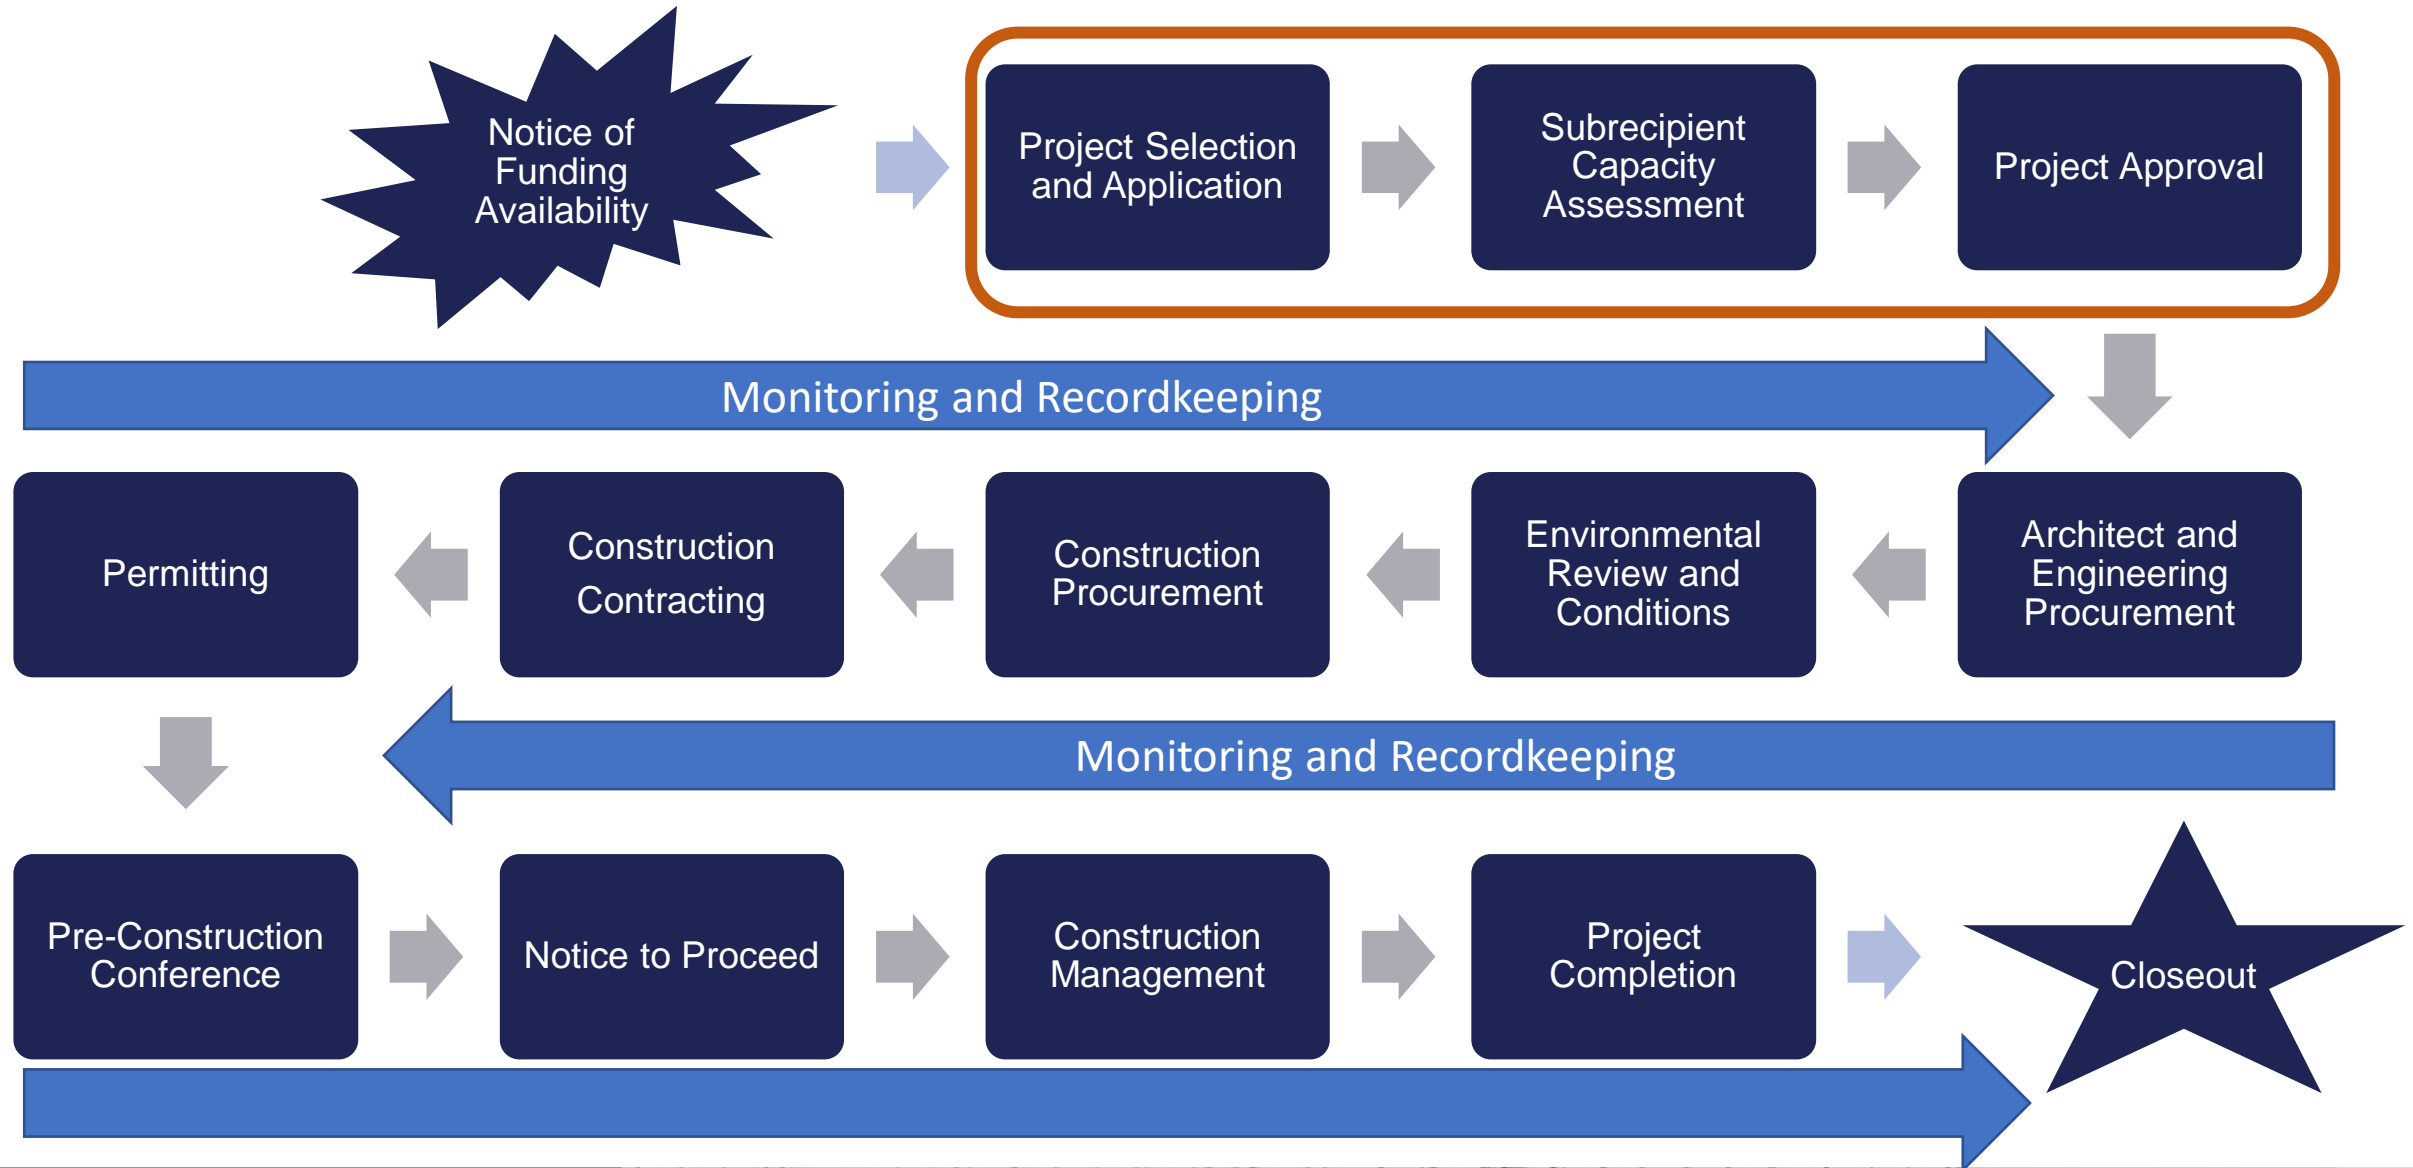 Notice of
Funding
Availability
Project Selection
and Application
Subrecipient
Capacity
Assessment
Project Approval
Monitoring and Recordkeeping
Permitting
Construction
Contracting
Construction
Procurement
Environmental
Review and
Conditions
Architect and
Engineering
Procurement
Monitoring and Recordkeeping
Pre-Construction
Conference
Notice to Proceed
Construction
Management
Project
Completion
Closeout